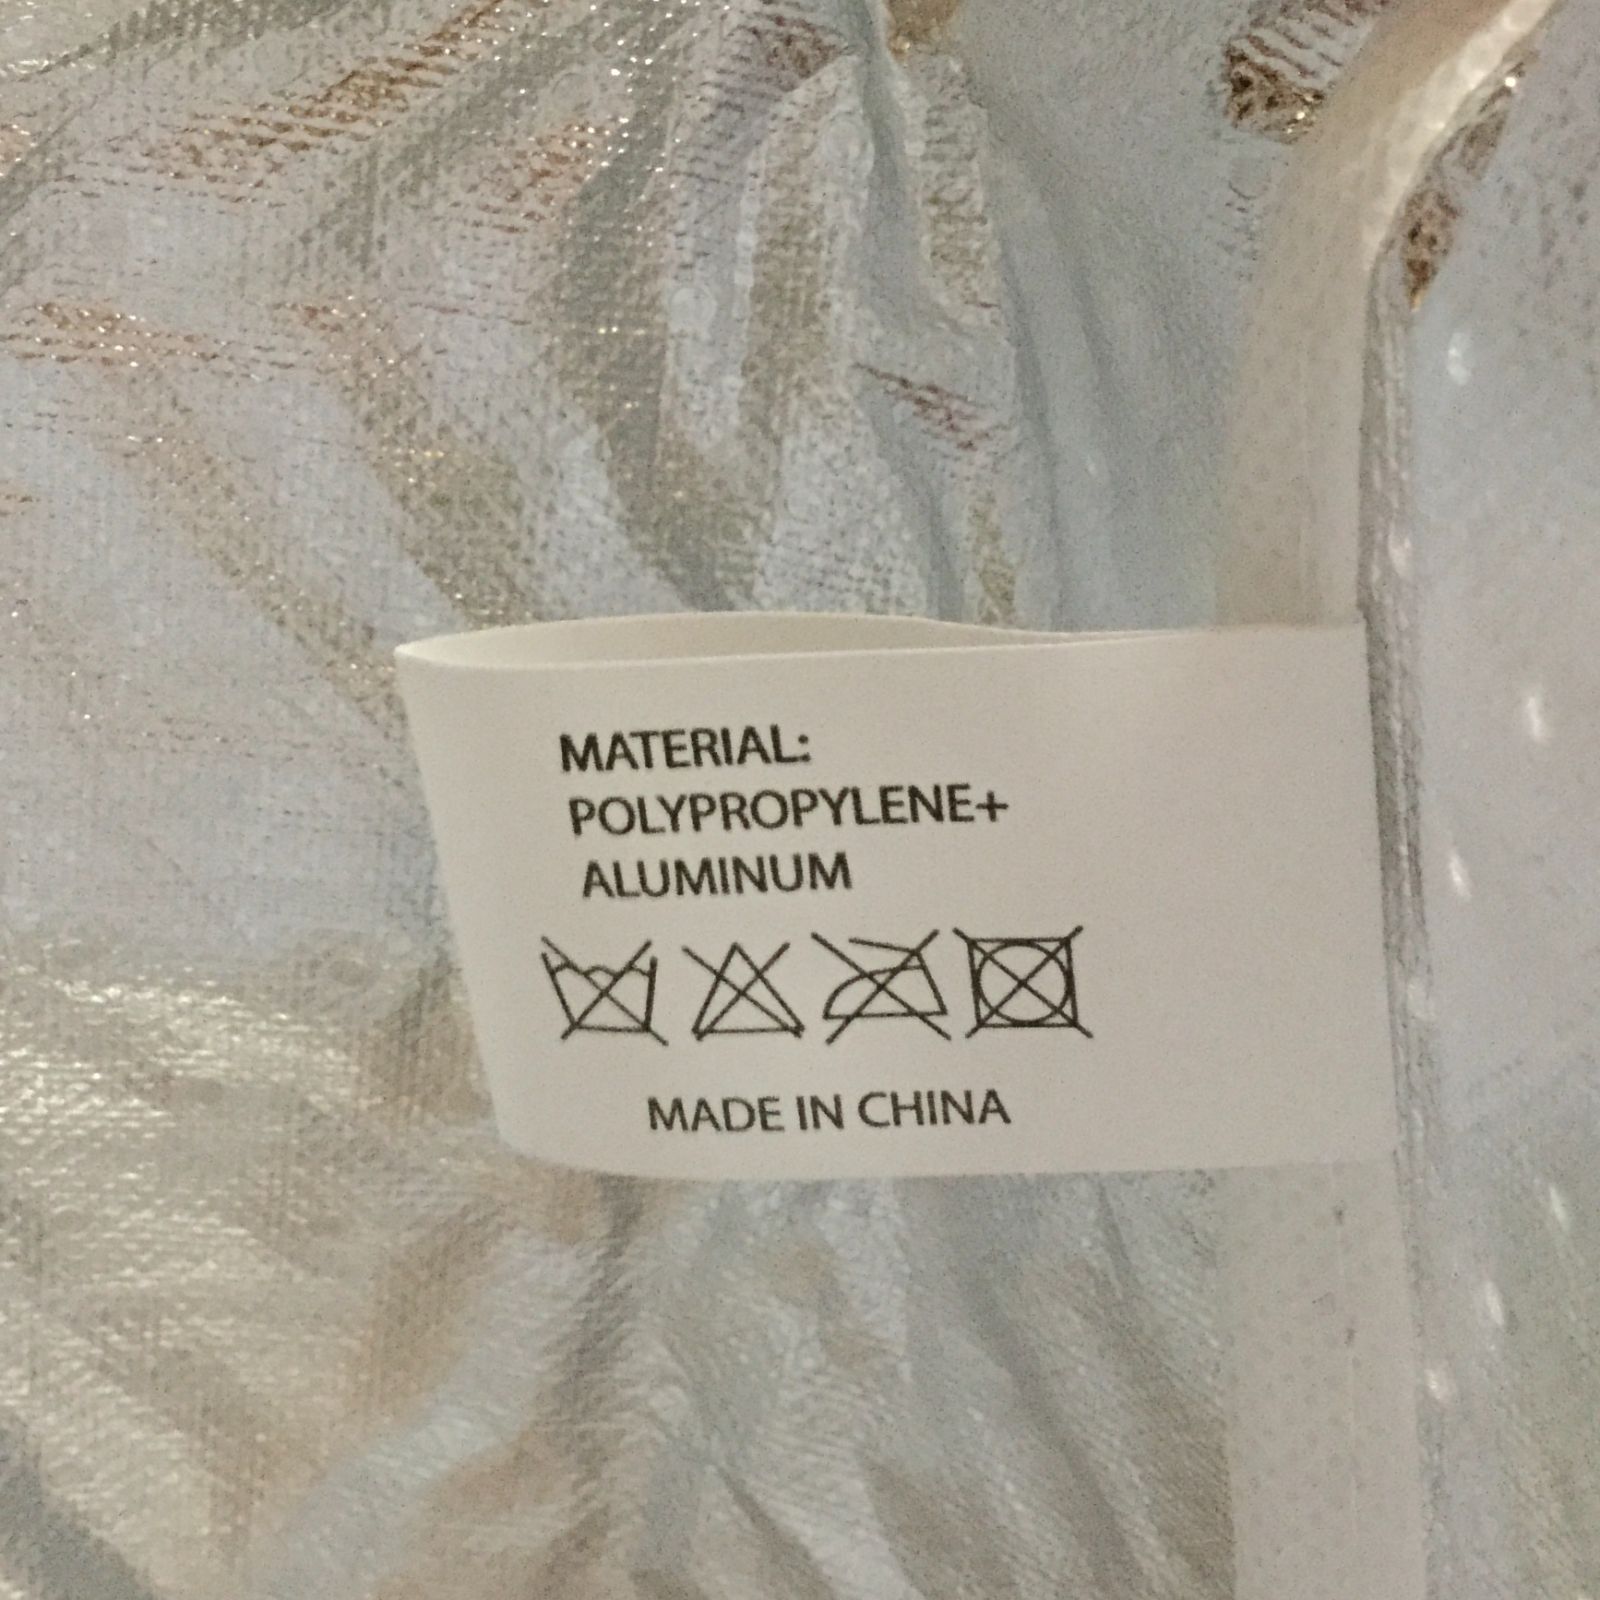 MATERIAL:
POLYPROPYLENE+
ALUMINUM
MADE IN CHINA